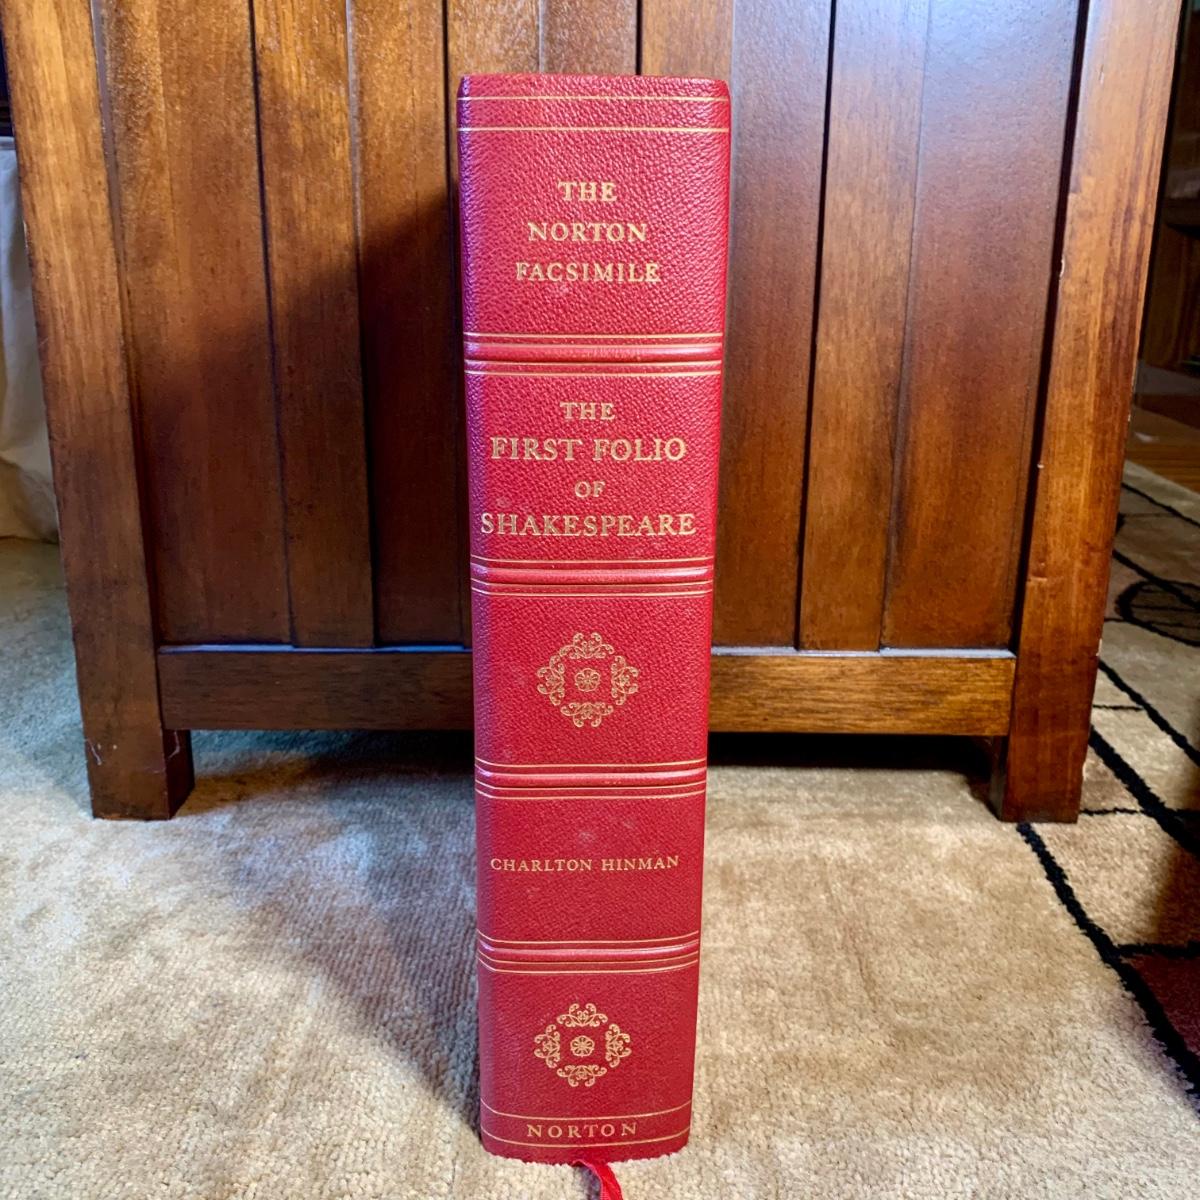 THE
NORTON
FACSIMILE
THE
FIRST FOLIO
OF
SHAKESPEARE
CHARLTON HINMAN
NORTON